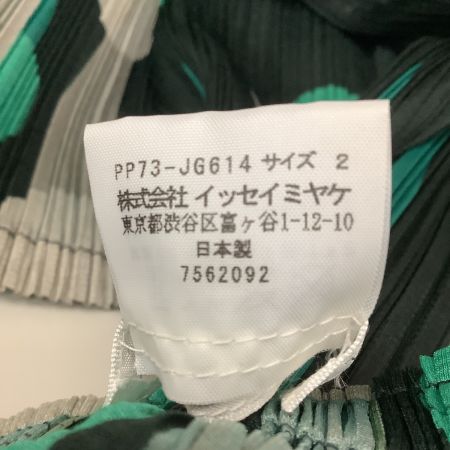 PP73-JG614 サイズ 2
株式会社 イッセイミヤケ
東京都渋谷区富ヶ谷1-12-10
日本製
7562092